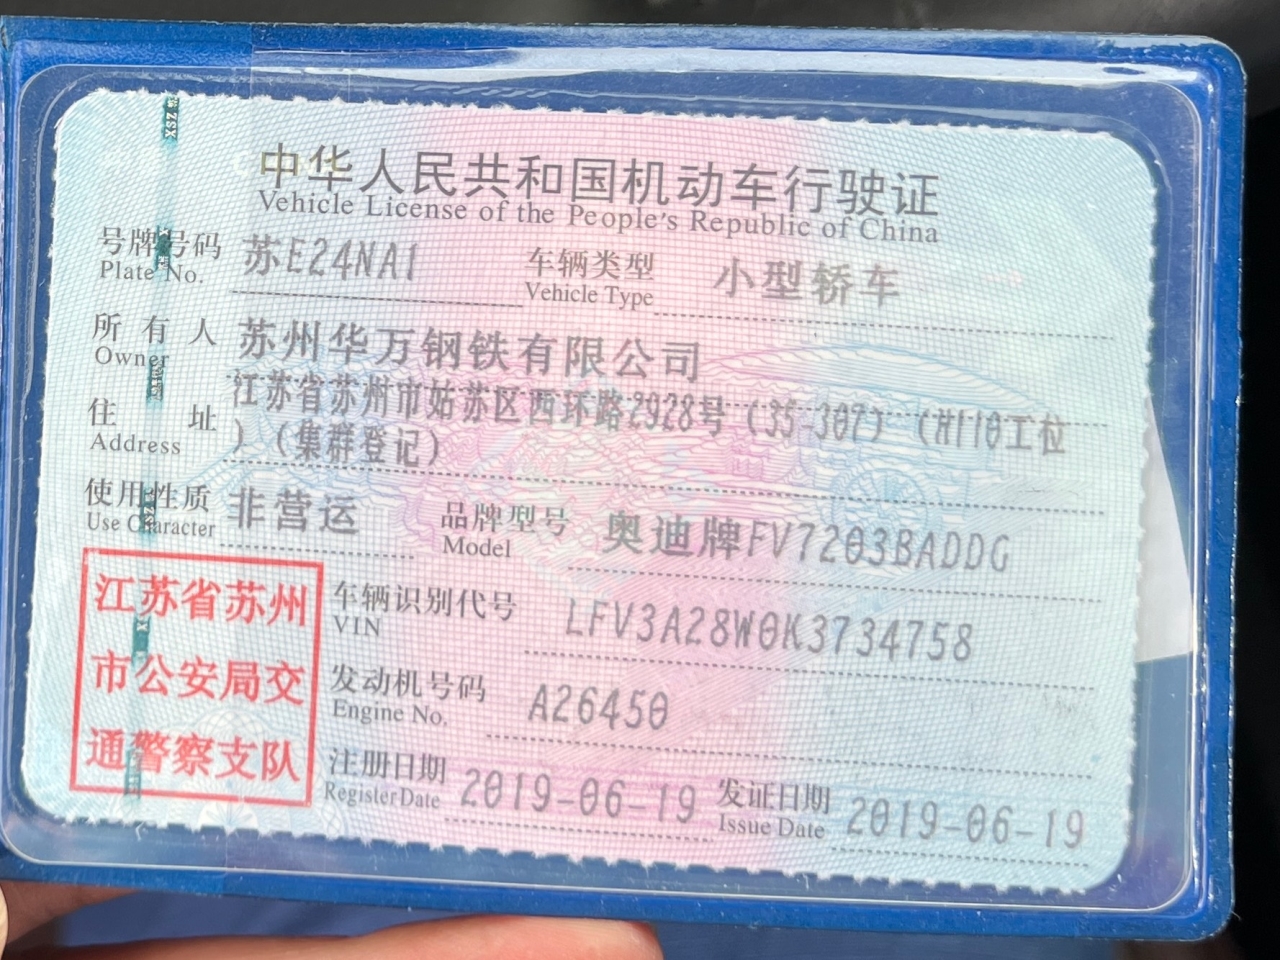 中华人民共和国机动车行驶证
Vehicle License of the People's Republic of China
号牌号码 苏E24NA1 车辆类型 小型轿车
Plate No. Vehicle Type
所有人 苏州华万钢铁有限公司
Owner
住址 江苏省苏州市姑苏区西环路2928号（35-307）（H110工位
Address ）（集群登记）
使用性质 非营运 品牌型号 奥迪牌FV7203BADDG
Use Character Model
江苏省苏州
市公安局交
通警察支队
车辆识别代号 LFV3A28W0K3734758
VIN
发动机号码 A26450
Engine No.
注册日期 2019-06-19 发证日期 2019-06-19
Register Date Issue Date
XSZ